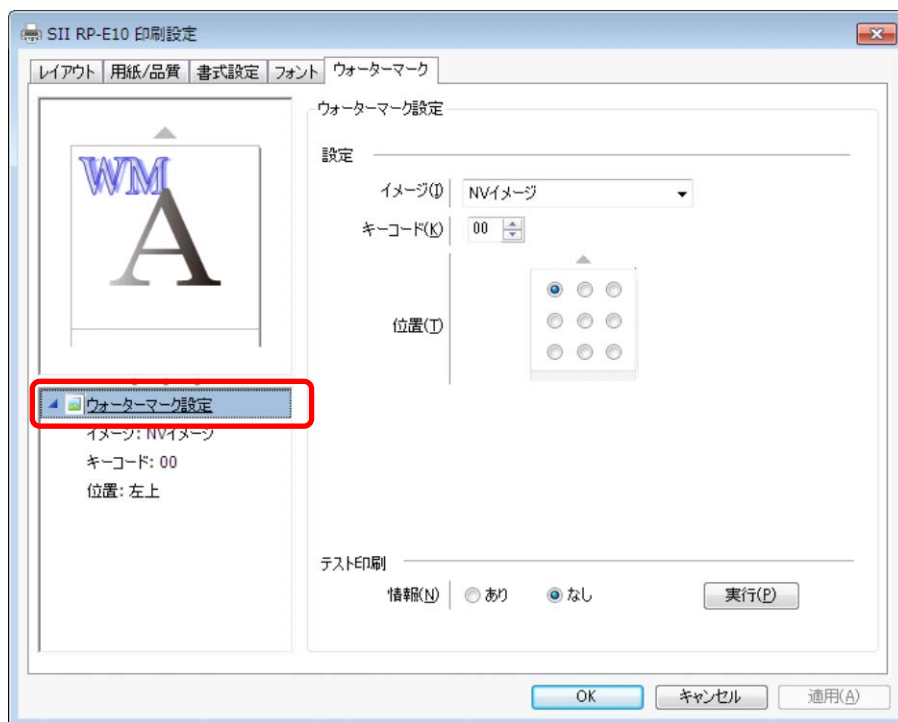 SII RP-E10 印刷設定
レイアウト 用紙/品質 書式設定 フォント ウォーターマーク
WM
A
ウォーターマーク設定
イメージ: NVイメージ
キーコード: 00
位置: 左上
ウォーターマーク設定
設定
イメージ(I) NVイメージ
キーコード(K) 00
位置(T)
テスト印刷
情報(N) あり なし 実行(P)
OK キャンセル 適用(A)